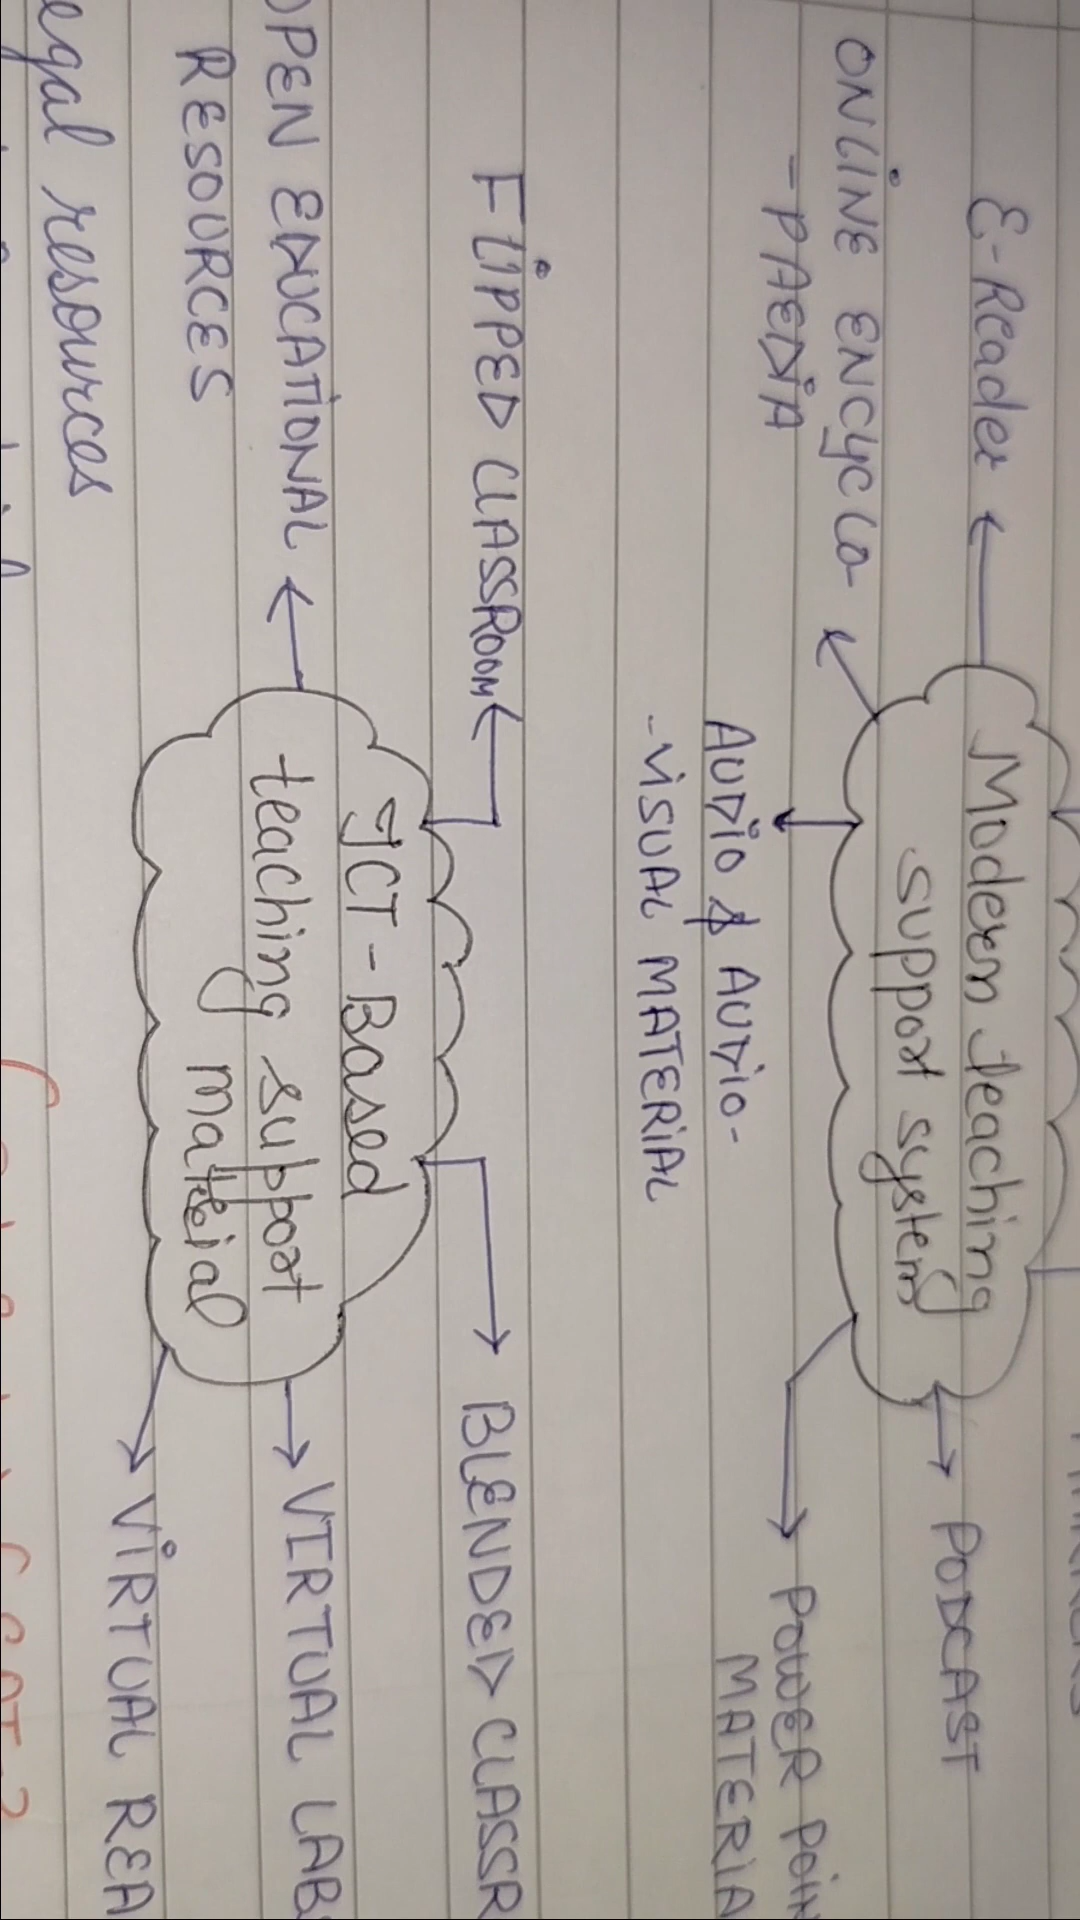 E-Reader
Modern Teaching
support system
PODCAST
ONLINE ENCYCLO-
-PAEDIA
AUDIO & AUDIO-
-VISUAL MATERIAL
POWER POIN
MATERIA
FLIPPED CLASSROOM
BLENDED CLASSR
ICT-Based
teaching support
material
OPEN EDUCATIONAL
RESOURCES
VIRTUAL LAB
VIRTUAL REA
egal resources